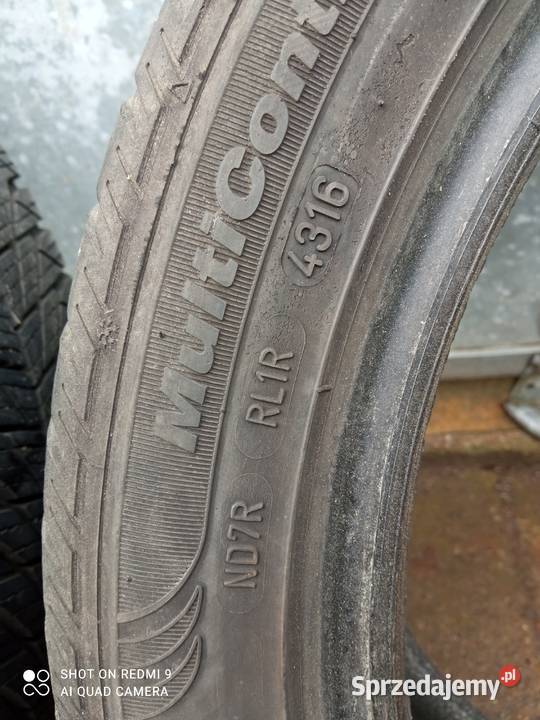 MultiCont
4316
RL1R
ND7R
SHOT ON REDMI 9
AI QUAD CAMERA
Sprzedajemy.pl